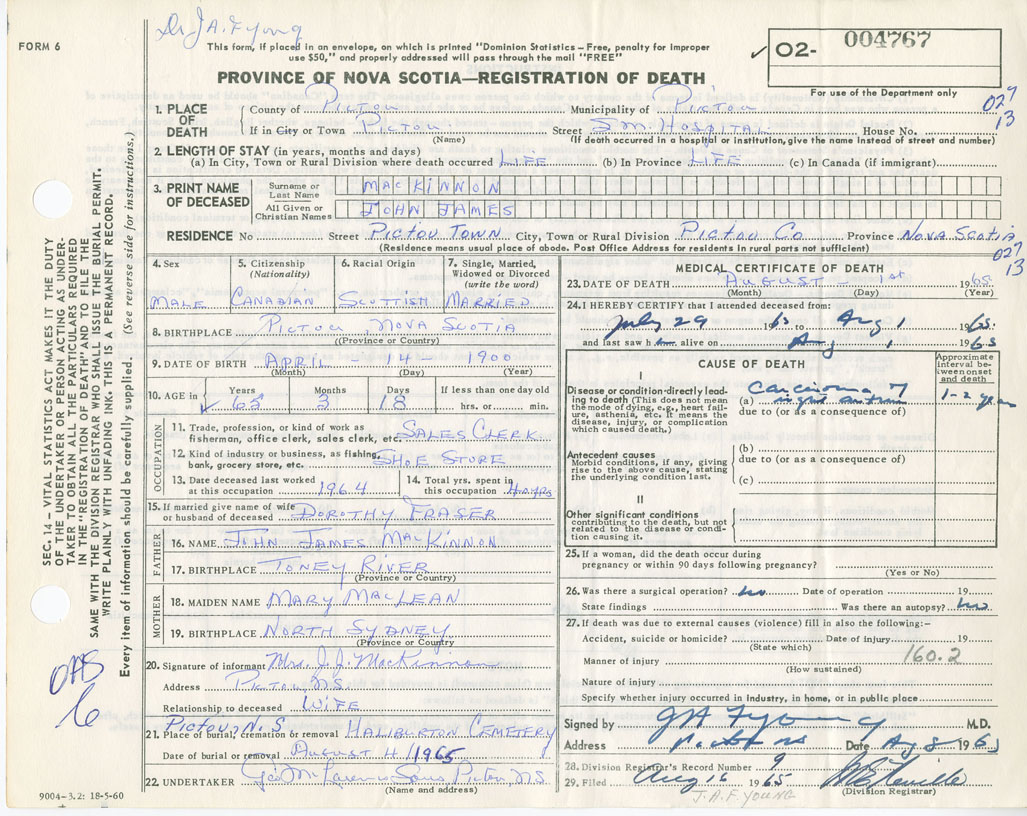 Dr J.A.F. Young
FORM 6
This form, if placed in an envelope, on which is printed "Dominion Statistics—Free, penalty for improper
use $50," and properly addressed will pass through the mail "FREE"
✓ 02- 004767
For use of the Department only
PROVINCE OF NOVA SCOTIA—REGISTRATION OF DEATH
027
13
1. PLACE OF DEATH
County of PICTOU Municipality of PICTOU
If in City or Town PICTOU Street S M. HOSPITAL House No.
(Name) (If death occurred in a hospital or institution, give the name instead of street and number)
2. LENGTH OF STAY (in years, months and days)
(a) In City, Town or Rural Division where death occurred LIFE (b) In Province LIFE (c) In Canada (if immigrant)
3. PRINT NAME OF DECEASED
Surname or Last Name MACKINNON
All Given or Christian Names JOHN JAMES
RESIDENCE No Street PICTOU TOWN City, Town or Rural Division PICTOU CO Province NOVA SCOTIA
(Residence means usual place of abode. Post Office Address for residents in rural parts not sufficient)
027
13
4. Sex MALE
5. Citizenship (Nationality) CANADIAN
6. Racial Origin SCOTTISH
7. Single, Married, Widowed or Divorced (write the word) MARRIED
8. BIRTHPLACE PICTOU, NOVA SCOTIA
(Province or Country)
9. DATE OF BIRTH APRIL - 14 - 1900
(Month) (Day) (Year)
10. AGE in Years Months Days If less than one day old
✓ 65 3 18 hrs. or min.
OCCUPATION
11. Trade, profession, or kind of work as
fisherman, office clerk, sales clerk, etc. SALES CLERK
12. Kind of industry or business, as fishing,
bank, grocery store, etc. SHOE STORE
13. Date deceased last worked
at this occupation 1964
14. Total yrs. spent in
this occupation 40 YRS
15. If married give name of wife
or husband of deceased DOROTHY FRASER
FATHER
16. NAME JOHN JAMES MACKINNON
17. BIRTHPLACE TONEY RIVER
(Province or Country)
MOTHER
18. MAIDEN NAME MARY MACLEAN
19. BIRTHPLACE NORTH SYDNEY
(Province or Country)
20. Signature of informant Mrs. J. J. MacKinnon
Address PICTOU, N.S.
Relationship to deceased WIFE
21. Place of burial, cremation or removal PICTOU, N.S HALIBURTON CEMETERY
Date of burial or removal AUGUST 4/1965
22. UNDERTAKER Sons Pictou, N.S.
(Name and address)
9004-3.2: 18-5-60
MEDICAL CERTIFICATE OF DEATH
23. DATE OF DEATH AUGUST - 1st 1965
(Month) (Day) (Year)
24. I HEREBY CERTIFY that I attended deceased from:
July 29 1965 to Aug 1 1965.
and last saw him alive on Aug 1 1965
CAUSE OF DEATH
Approximate interval between onset and death
I
Disease or condition directly leading
to death (This does not mean
the mode of dying, e.g., heart failure,
asthenia, etc. It means the
disease, injury, or complication
which caused death.)
(a) Carcinoma of right antrum 1-2 years
due to (or as a consequence of)
Antecedent causes
Morbid conditions, if any, giving
rise to the above cause, stating
the underlying condition last.
(b)
due to (or as a consequence of)
(c)
II
Other significant conditions
contributing to the death, but not
related to the disease or condition
causing it.
25. If a woman, did the death occur during
pregnancy or within 90 days following pregnancy?
(Yes or No)
26. Was there a surgical operation? no Date of operation 19
State findings Was there an autopsy? no
27. If death was due to external causes (violence) fill in also the following:-
Accident, suicide or homicide? Date of injury 19
(State which)
160.2
Manner of injury
(How sustained)
Nature of injury
Specify whether injury occurred in industry, in home, or in public place
Signed by J A F Young M.D.
Address Pictou NS Date Aug 8 1965
28. Division Registrar's Record Number 9
29. Filed Aug 16 1965
(Division Registrar)
J.A.F. YOUNG
SEC. 14 – VITAL STATISTICS ACT MAKES IT THE DUTY
OF THE UNDERTAKER OR PERSON ACTING AS UNDERTAKER
TO OBTAIN ALL THE PARTICULARS REQUIRED
IN THE "REGISTRATION OF DEATH" AND TO FILE THE
SAME WITH THE DIVISION REGISTRAR WHO SHALL ISSUE THE BURIAL PERMIT.
WRITE PLAINLY WITH UNFADING INK. THIS IS A PERMANENT RECORD.
Every item of information should be carefully supplied. (See reverse side for instructions.)